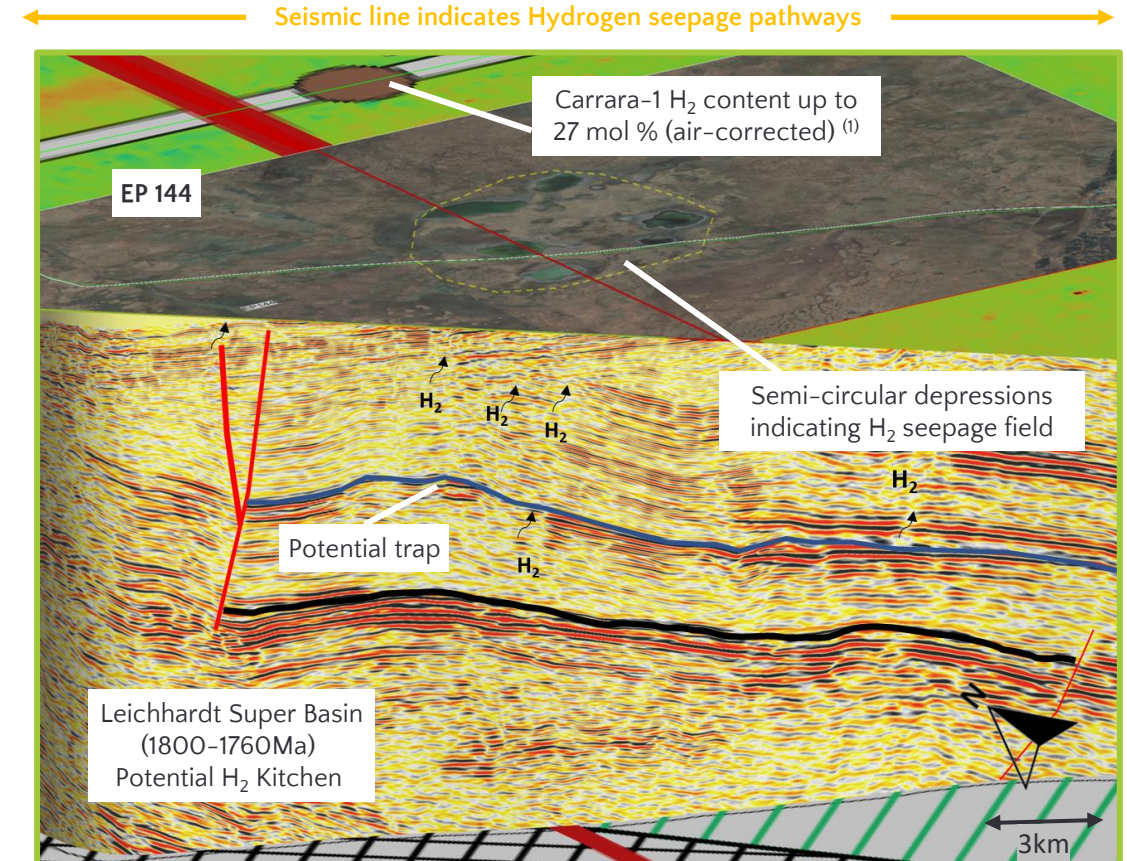 Seismic line indicates Hydrogen seepage pathways
Carrara-1 H₂ content up to
27 mol % (air-corrected) ⁽¹⁾
EP 144
EP144
Semi-circular depressions
indicating H₂ seepage field
H₂
H₂
H₂
H₂
Potential trap
H₂
Leichhardt Super Basin
(1800-1760Ma)
Potential H₂ Kitchen
N
3km